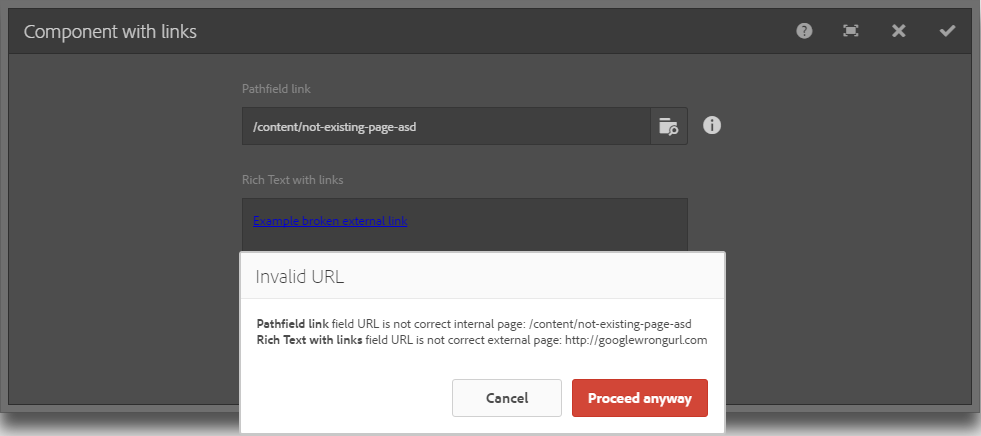 Component with links
Pathfield link
/content/not-existing-page-asd
Rich Text with links
Example broken external link
Invalid URL
Pathfield link field URL is not correct internal page: /content/not-existing-page-asd
Rich Text with links field URL is not correct external page: http://googlewrongurl.com
Cancel Proceed anyway